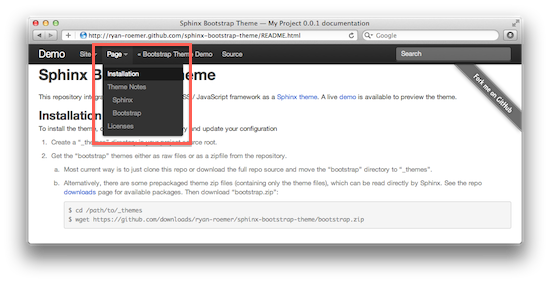 Sphinx Bootstrap Theme — My Project 0.0.1 documentation
http://ryan-roemer.github.com/sphinx-bootstrap-theme/README.html
Google
Demo Site Page « Bootstrap Theme Demo Source Search
Installation
Theme Notes
Sphinx
Bootstrap
Licenses
Fork me on GitHub
Sphinx B theme
This repository integ SS / JavaScript framework as a Sphinx theme. A live demo is available to preview the theme.
Installation
To install the theme, y and update your configuration
1. Create a "_themes" directory in your project source root.
2. Get the "bootstrap" themes either as raw files or as a zipfile from the repository.
a. Most current way is to just clone this repo or download the full repo source and move the "bootstrap" directory to "_themes".
b. Alternatively, there are some prepackaged theme zip files (containing only the theme files), which can be read directly by Sphinx. See the repo
downloads page for available packages. Then download "bootstrap.zip":
$ cd /path/to/_themes
$ wget https://github.com/downloads/ryan-roemer/sphinx-bootstrap-theme/bootstrap.zip